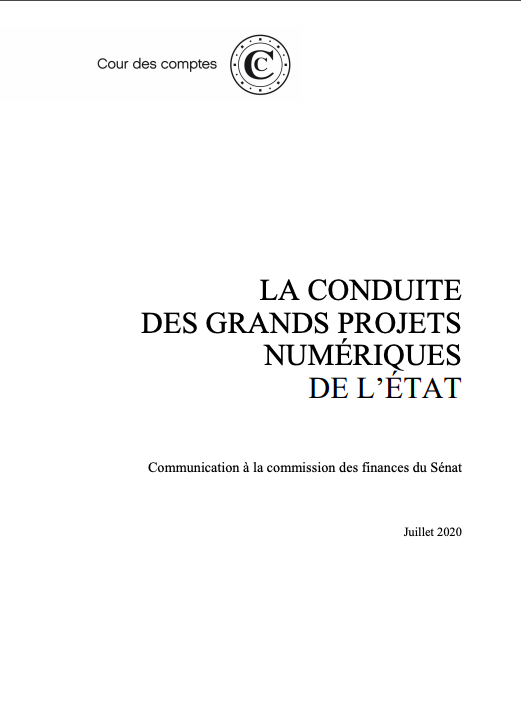 Cour des comptes
CC
LA CONDUITE
DES GRANDS PROJETS
NUMÉRIQUES
DE L’ÉTAT
Communication à la commission des finances du Sénat
Juillet 2020